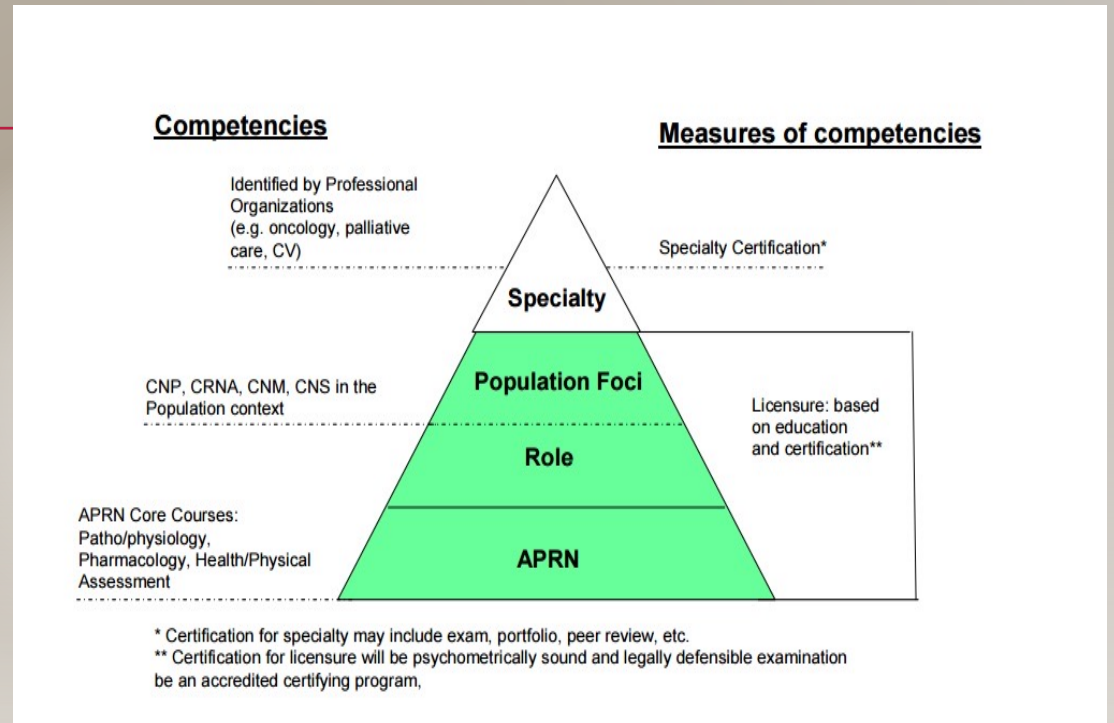 Competencies
Measures of competencies
Identified by Professional
Organizations
(e.g. oncology, palliative
care, CV)
Specialty Certification*
Specialty
CNP, CRNA, CNM, CNS in the
Population context
Population Foci
Licensure: based
on education
and certification**
Role
APRN Core Courses:
Patho/physiology,
Pharmacology, Health/Physical
Assessment
APRN
* Certification for specialty may include exam, portfolio, peer review, etc.
** Certification for licensure will be psychometrically sound and legally defensible examination
be an accredited certifying program,